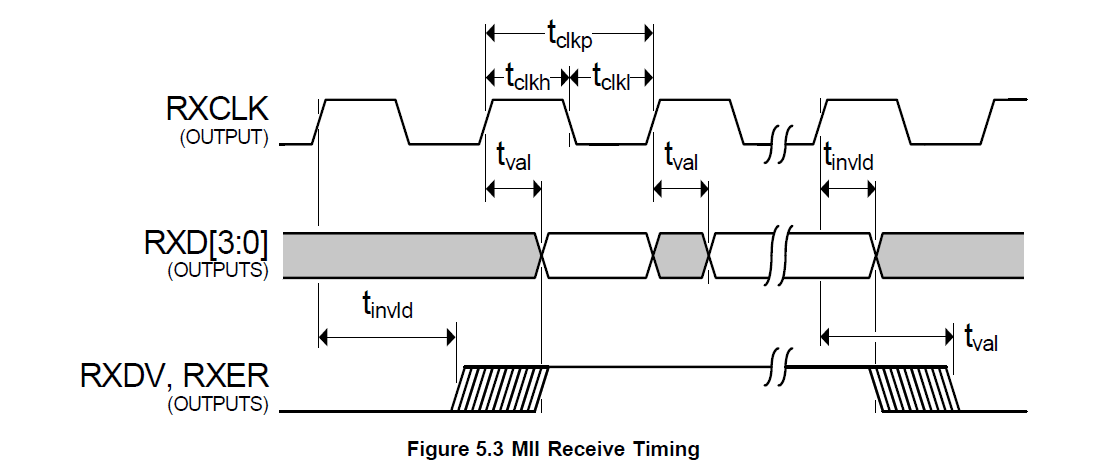 tclkp
tclkh tclkl
RXCLK
(OUTPUT)
tval tval tinvld
RXD[3:0]
(OUTPUTS)
tinvld
tval
RXDV, RXER
(OUTPUTS)
Figure 5.3 MII Receive Timing